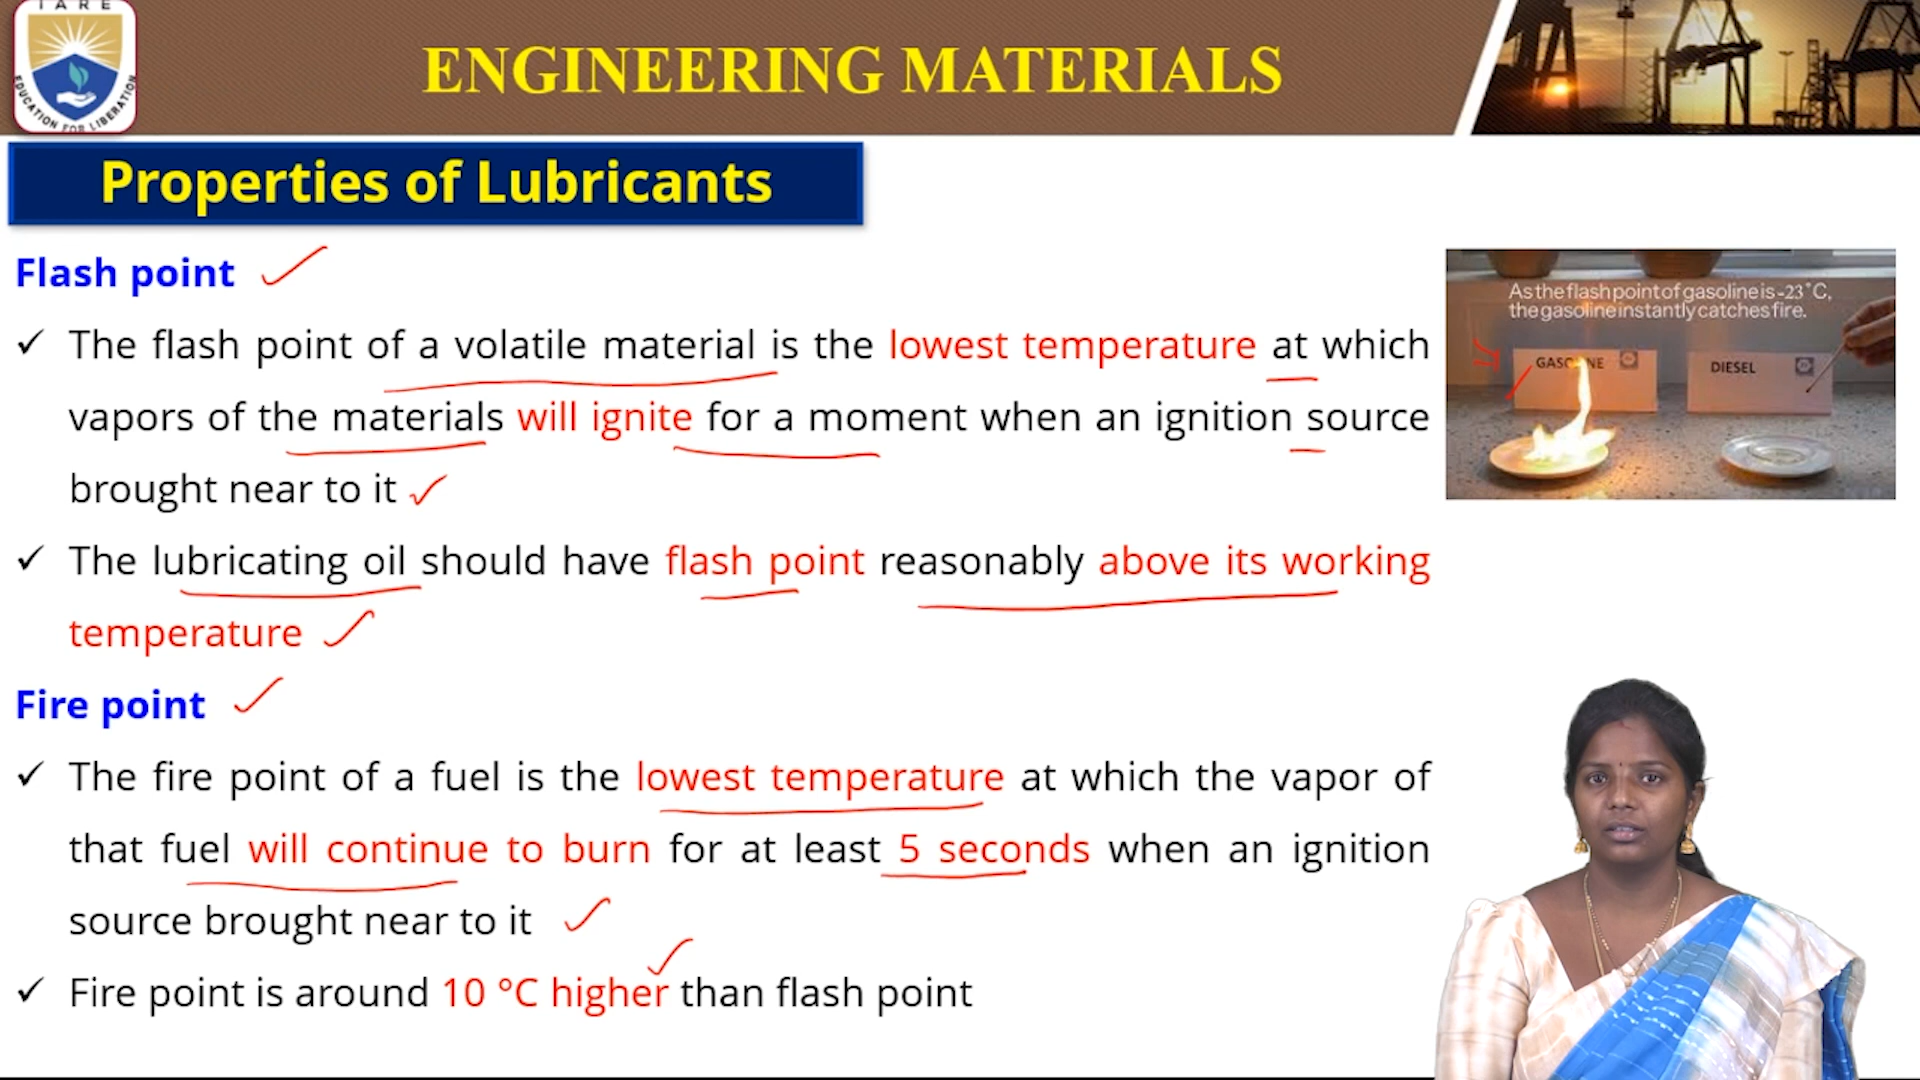 IARE
EDUCATION FOR LIBERATION
ENGINEERING MATERIALS
Properties of Lubricants
Flash point
✓ The flash point of a volatile material is the lowest temperature at which
vapors of the materials will ignite for a moment when an ignition source
brought near to it
✓ The lubricating oil should have flash point reasonably above its working
temperature
Fire point
✓ The fire point of a fuel is the lowest temperature at which the vapor of
that fuel will continue to burn for at least 5 seconds when an ignition
source brought near to it
✓ Fire point is around 10 °C higher than flash point
As the flash point of gasoline is -23˚C,
the gasoline instantly catches fire.
DIESEL